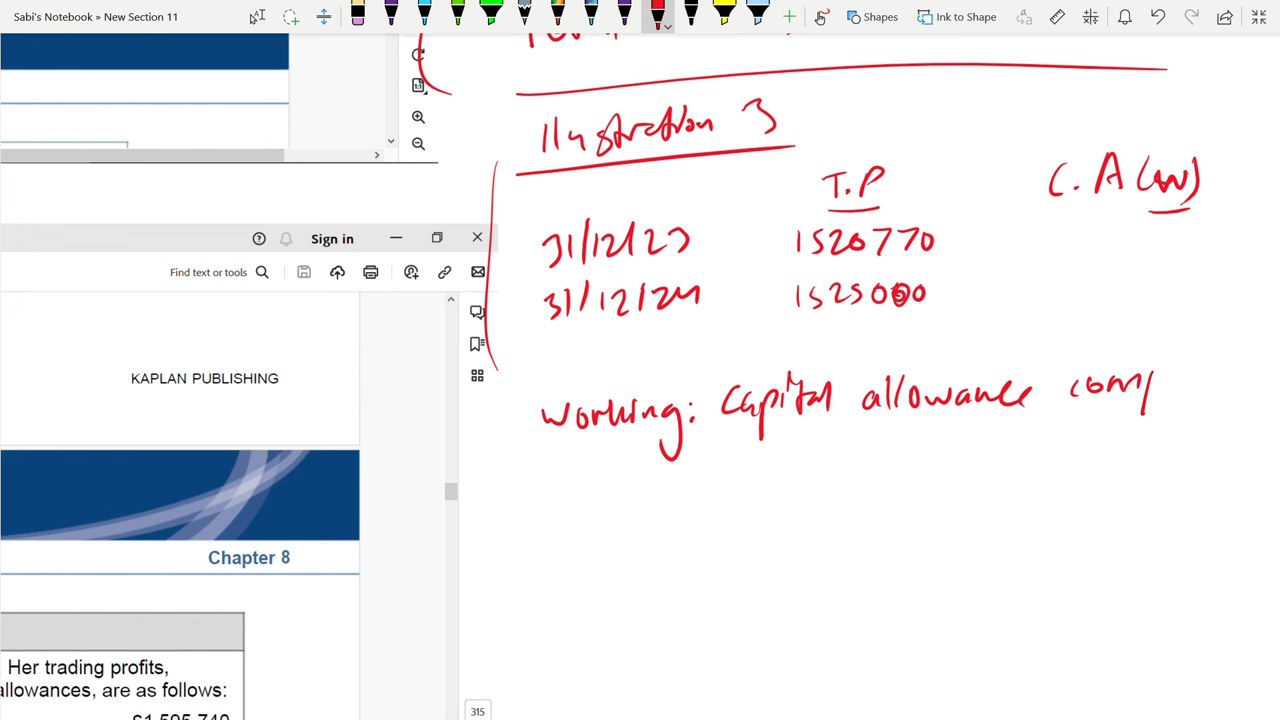 Sabi's Notebook » New Section 11
Shapes
Ink to Shape
Illustration 3
T.P
C.A(W)
31/12/23 1520770
31/12/24 1525000
Working: Capital allowance comp
Sign in
Find text or tools
KAPLAN PUBLISHING
Chapter 8
Her trading profits,
allowances, are as follows:
315